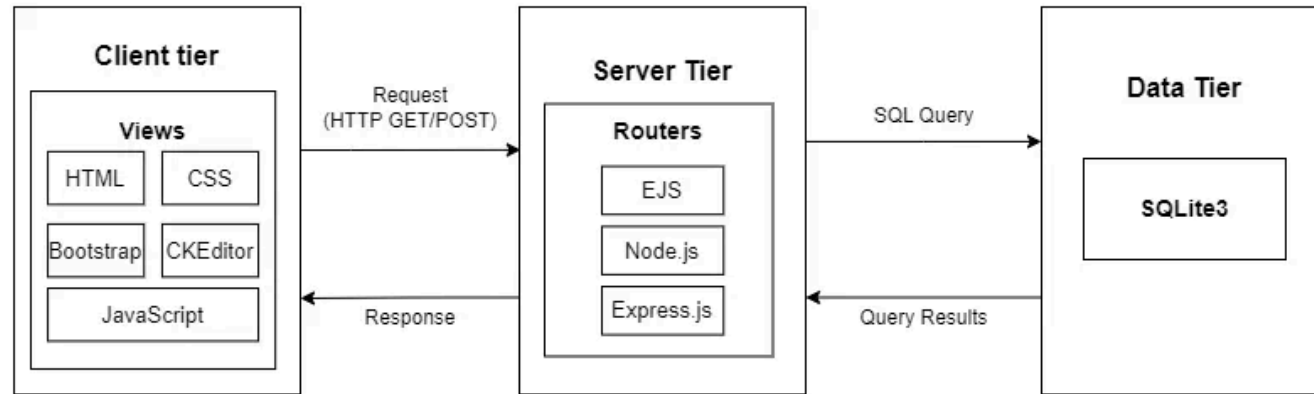 Client tier
Views
HTML
CSS
Bootstrap
CKEditor
JavaScript
Request
(HTTP GET/POST)
Response
Server Tier
Routers
EJS
Node.js
Express.js
SQL Query
Query Results
Data Tier
SQLite3